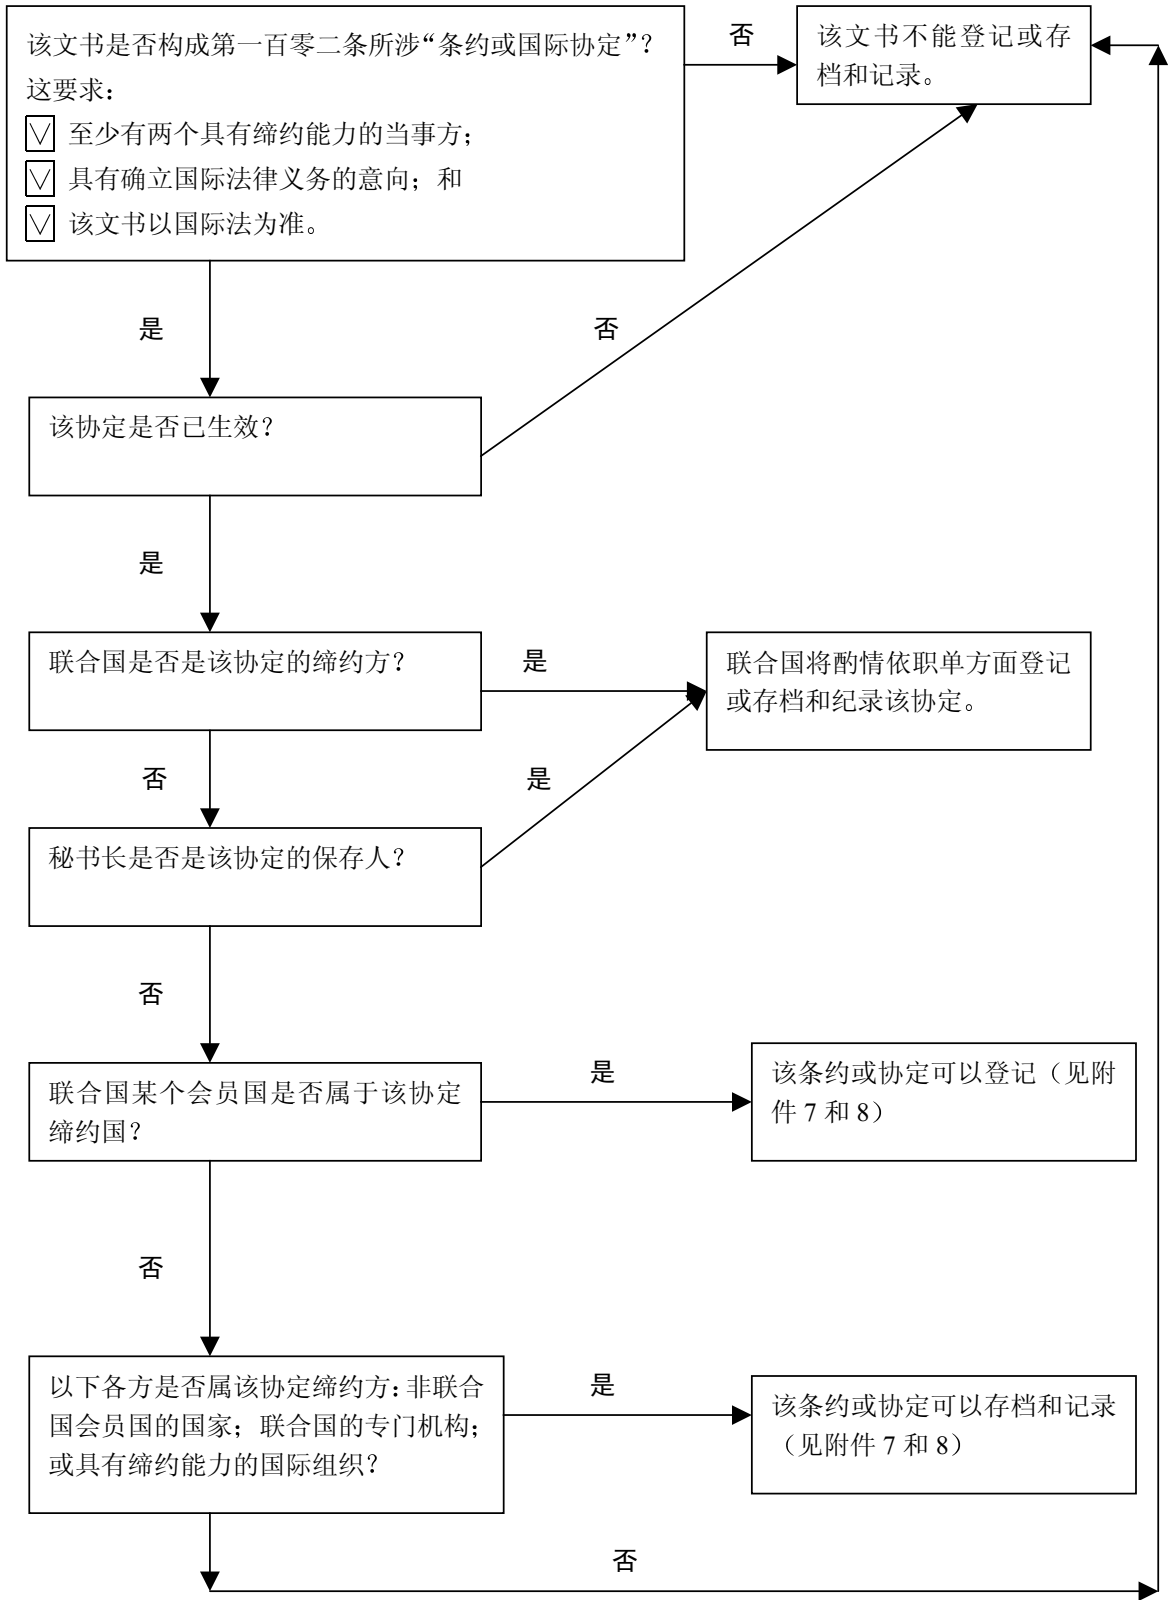 该文书是否构成第一百零二条所涉“条约或国际协定”？
这要求：
√ 至少有两个具有缔约能力的当事方；
√ 具有确立国际法律义务的意向；和
√ 该文书以国际法为准。
否
该文书不能登记或存
档和记录。
是
否
该协定是否已生效？
是
联合国是否是该协定的缔约方？
是
联合国将酌情依职单方面登记
或存档和纪录该协定。
否
是
秘书长是否是该协定的保存人？
否
联合国某个会员国是否属于该协定
缔约国？
是
该条约或协定可以登记（见附
件 7 和 8）
否
以下各方是否属该协定缔约方：非联合
国会员国的国家；联合国的专门机构；
或具有缔约能力的国际组织？
是
该条约或协定可以存档和记录
（见附件 7 和 8）
否